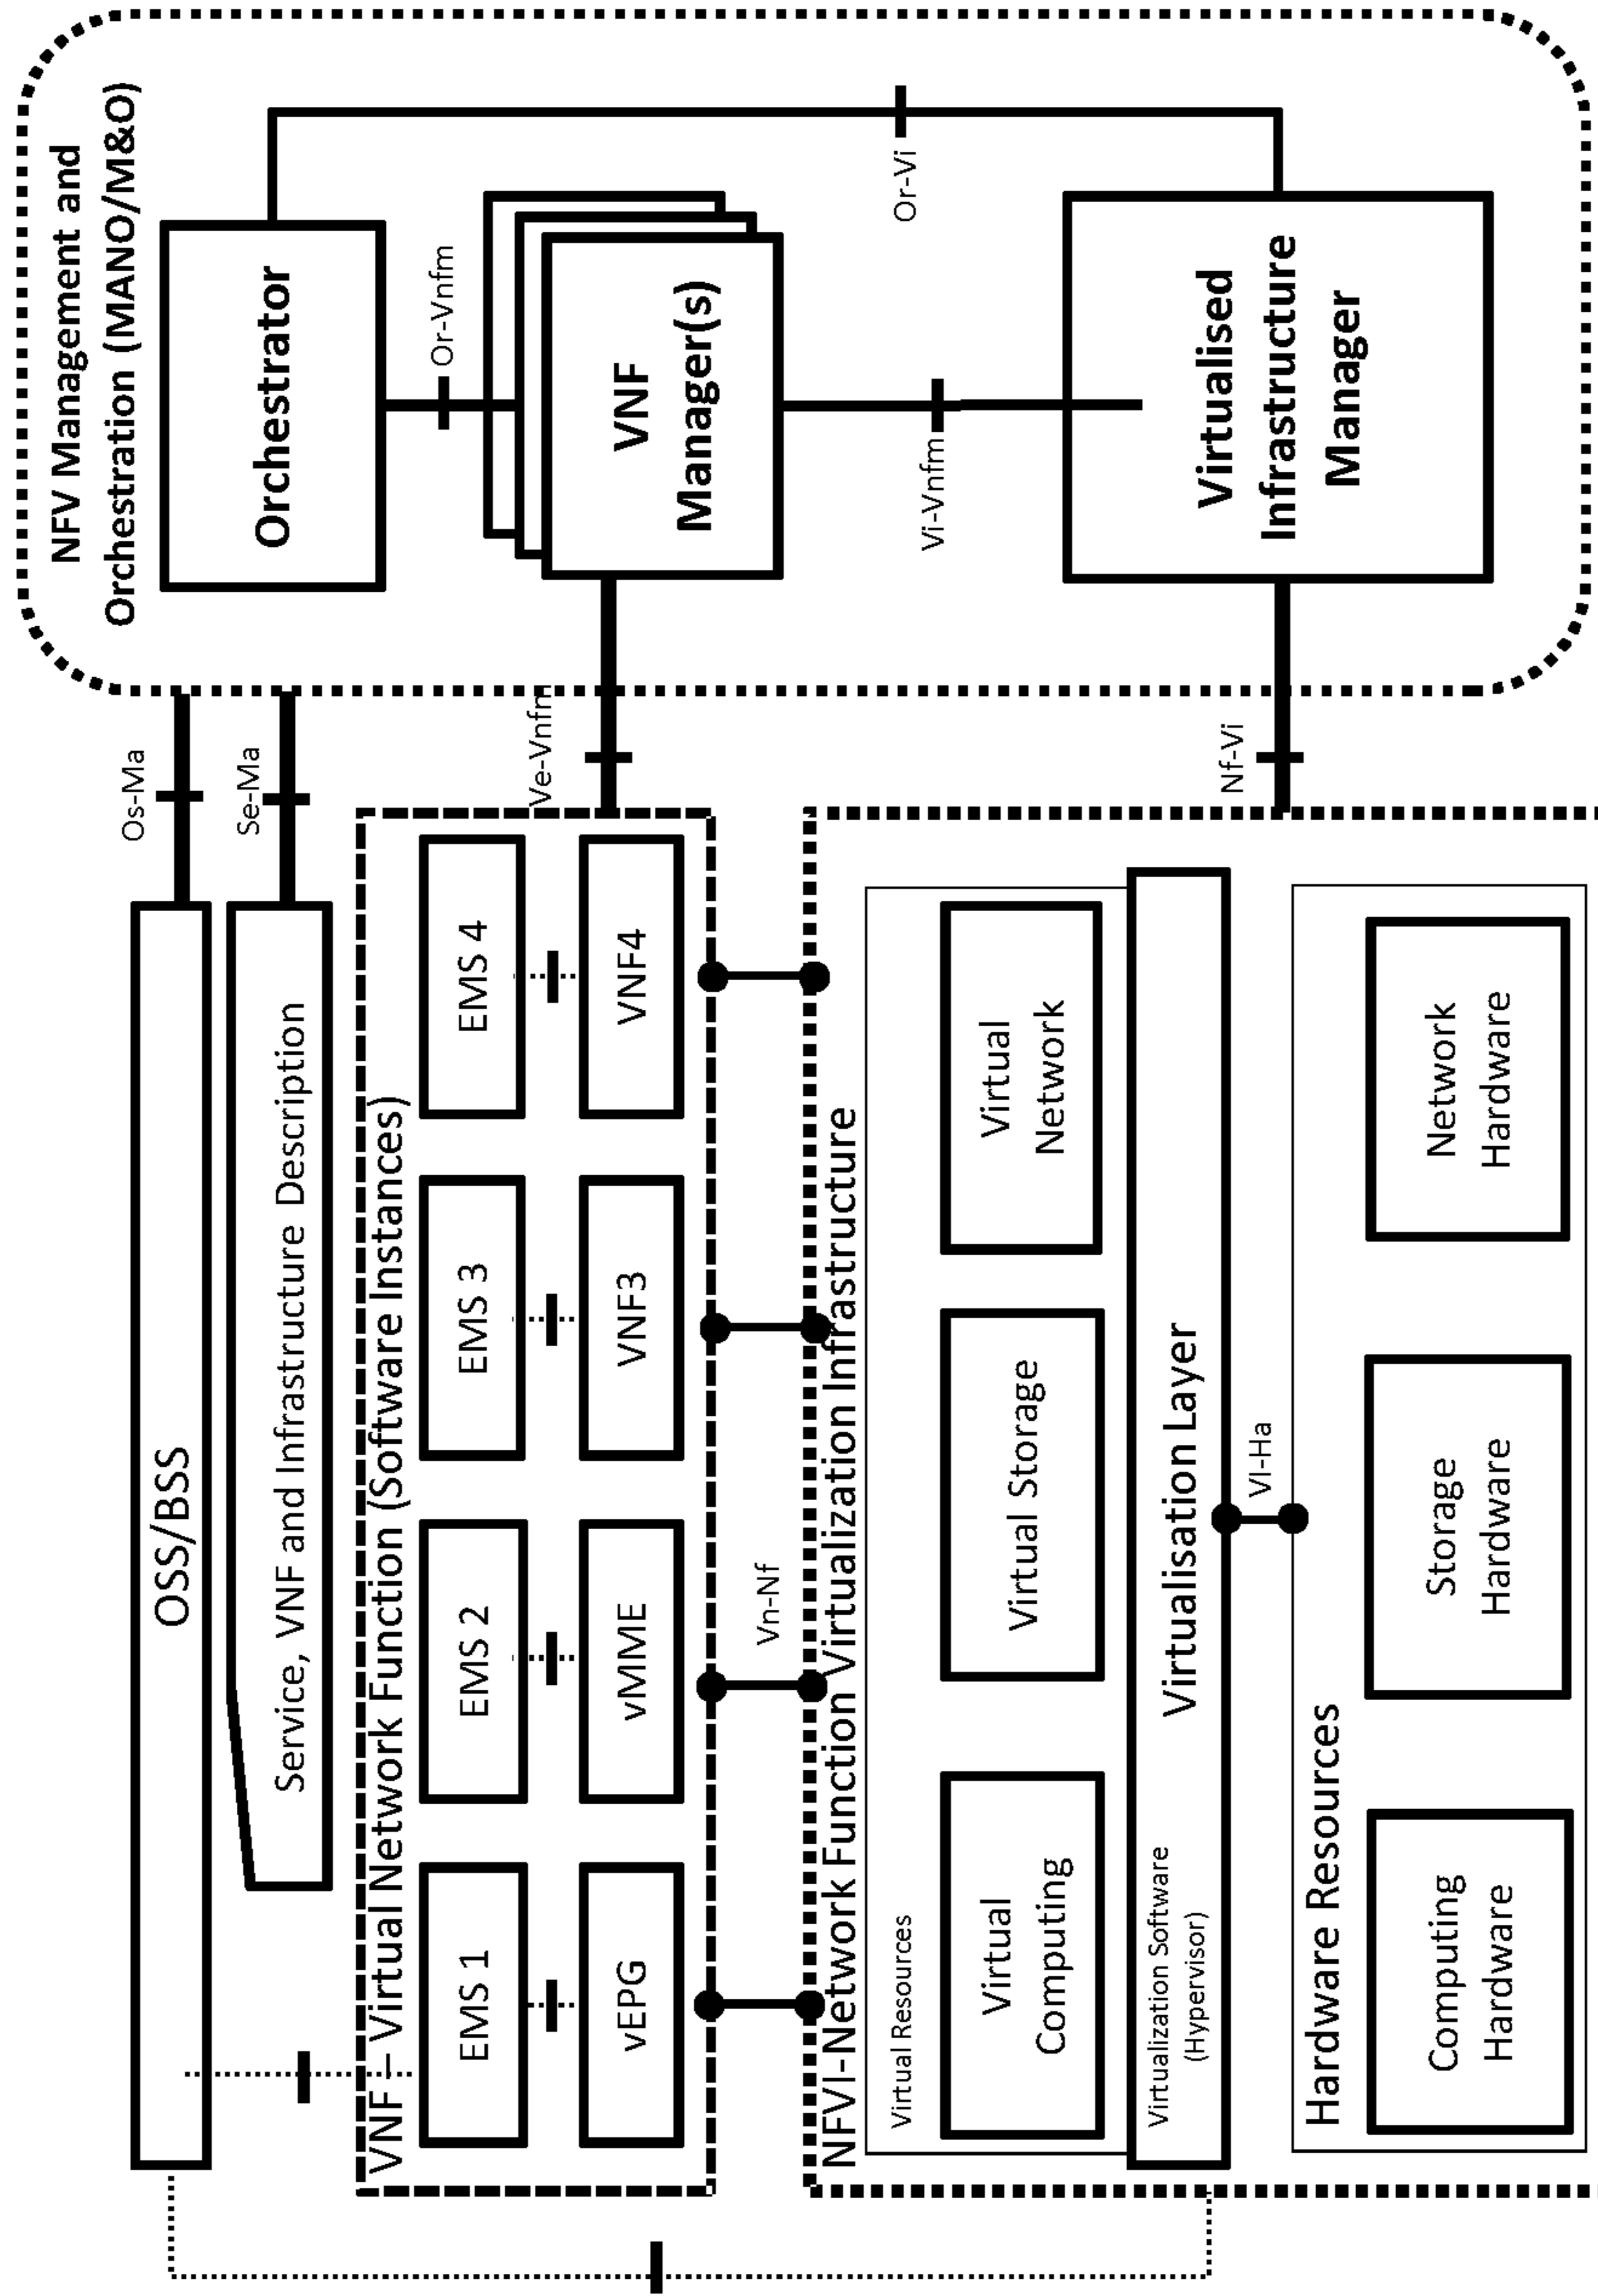 OSS/BSS
Os-Ma
Service, VNF and Infrastructure Description
Se-Ma
VNF – Virtual Network Function (Software Instances)
EMS 1
EMS 2
EMS 3
EMS 4
vEPG
vMME
VNF3
VNF4
Ve-Vnfm
Vn-Nf
NFVI-Network Function Virtualization Infrastructure
Virtual Resources
Virtual
Computing
Virtual Storage
Virtual
Network
Virtualization Software
(Hypervisor)
Virtualisation Layer
VI-Ha
Nf-Vi
Hardware Resources
Computing
Hardware
Storage
Hardware
Network
Hardware
NFV Management and
Orchestration (MANO/M&O)
Orchestrator
Or-Vnfm
VNF
Manager(s)
Or-Vi
Vi-Vnfm
Virtualised
Infrastructure
Manager